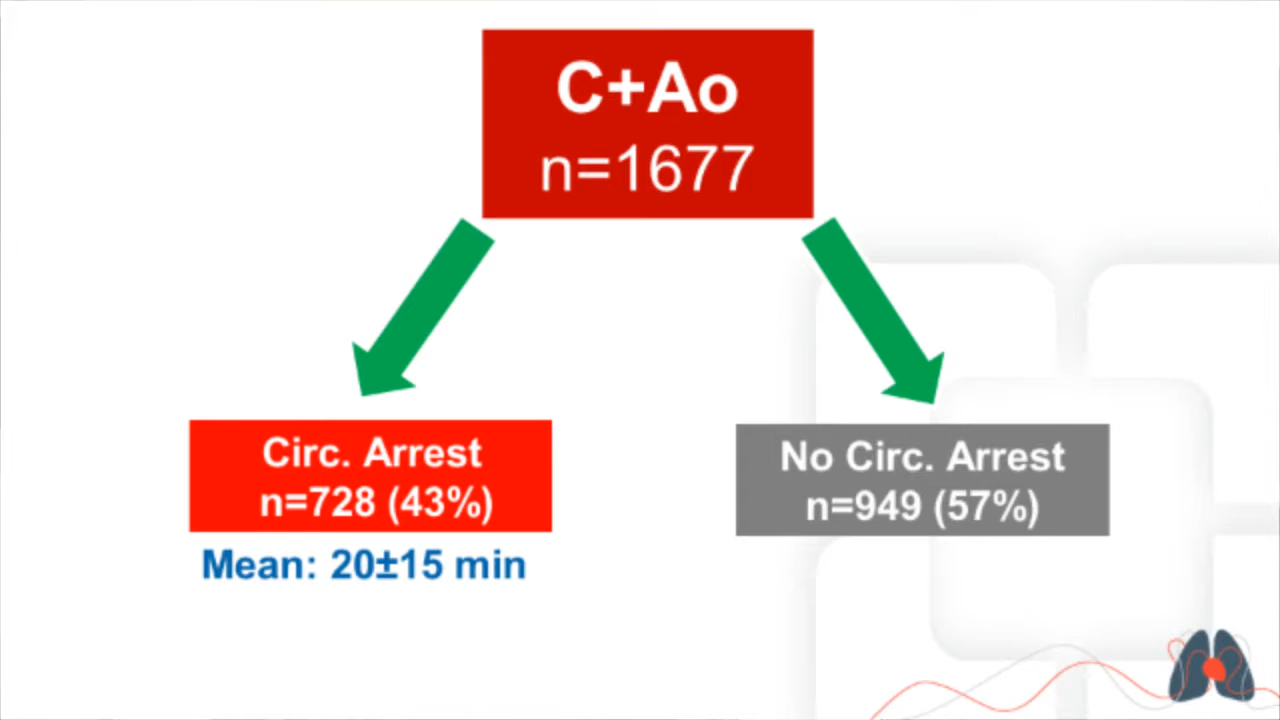 C+Ao
n=1677
Circ. Arrest
n=728 (43%)
Mean: 20±15 min
No Circ. Arrest
n=949 (57%)